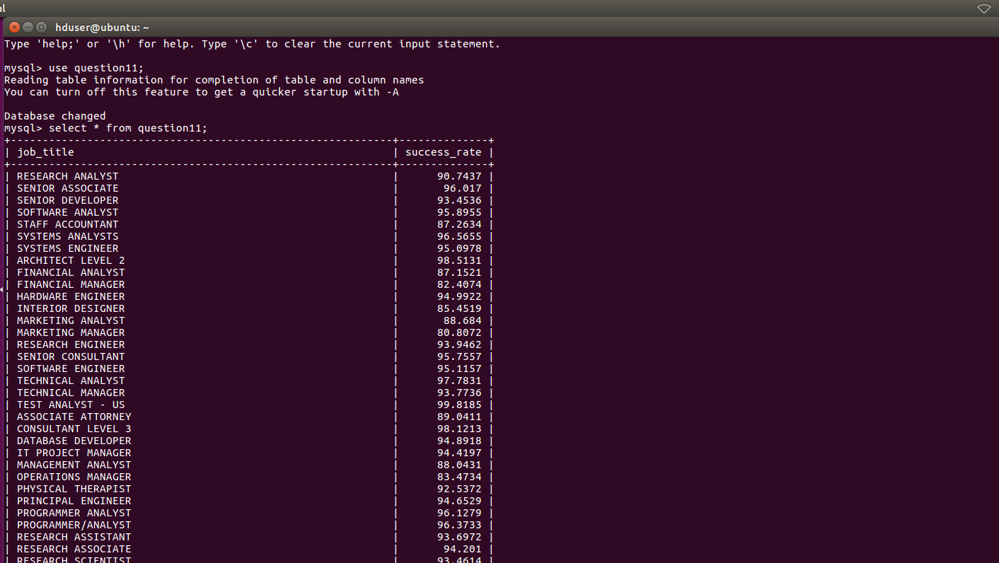 al
hduser@ubuntu: ~
Type 'help;' or '\h' for help. Type '\c' to clear the current input statement.
mysql> use question11;
Reading table information for completion of table and column names
You can turn off this feature to get a quicker startup with -A
Database changed
mysql> select * from question11;
+------------------------------------------------------------+--------------+
| job_title | success_rate |
+------------------------------------------------------------+--------------+
| RESEARCH ANALYST | 90.7437 |
| SENIOR ASSOCIATE | 96.017 |
| SENIOR DEVELOPER | 93.4536 |
| SOFTWARE ANALYST | 95.8955 |
| STAFF ACCOUNTANT | 87.2634 |
| SYSTEMS ANALYSTS | 96.5655 |
| SYSTEMS ENGINEER | 95.0978 |
| ARCHITECT LEVEL 2 | 98.5131 |
| FINANCIAL ANALYST | 87.1521 |
| FINANCIAL MANAGER | 82.4074 |
| HARDWARE ENGINEER | 94.9922 |
| INTERIOR DESIGNER | 85.4519 |
| MARKETING ANALYST | 88.684 |
| MARKETING MANAGER | 80.8072 |
| RESEARCH ENGINEER | 93.9462 |
| SENIOR CONSULTANT | 95.7557 |
| SOFTWARE ENGINEER | 95.1157 |
| TECHNICAL ANALYST | 97.7831 |
| TECHNICAL MANAGER | 93.7736 |
| TEST ANALYST - US | 99.8185 |
| ASSOCIATE ATTORNEY | 89.0411 |
| CONSULTANT LEVEL 3 | 98.1213 |
| DATABASE DEVELOPER | 94.8918 |
| IT PROJECT MANAGER | 94.4197 |
| MANAGEMENT ANALYST | 88.0431 |
| OPERATIONS MANAGER | 83.4734 |
| PHYSICAL THERAPIST | 92.5372 |
| PRINCIPAL ENGINEER | 94.6529 |
| PROGRAMMER ANALYST | 96.1279 |
| PROGRAMMER/ANALYST | 96.3733 |
| RESEARCH ASSISTANT | 93.6972 |
| RESEARCH ASSOCIATE | 94.201 |
| RESEARCH SCIENTIST | 93.4614 |